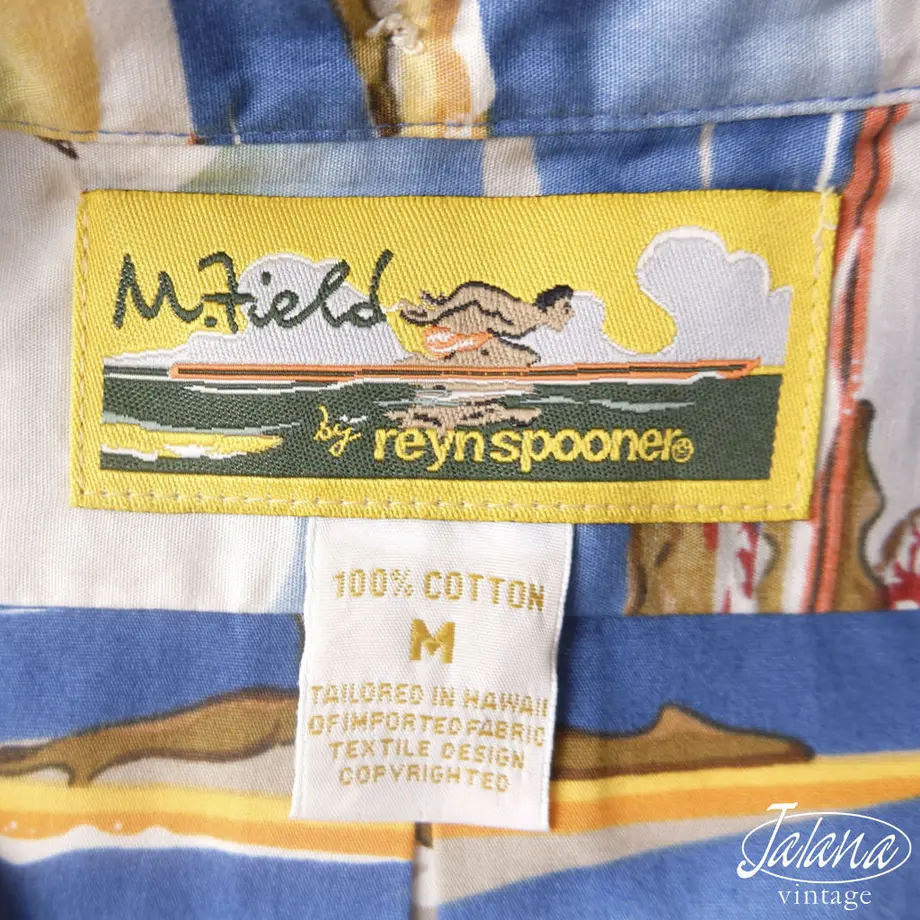 M.Field
by reyn spooner®
100% COTTON
M
TAILORED IN HAWAII
OF IMPORTED FABRIC
TEXTILE DESIGN
COPYRIGHTED
Jalana
vintage